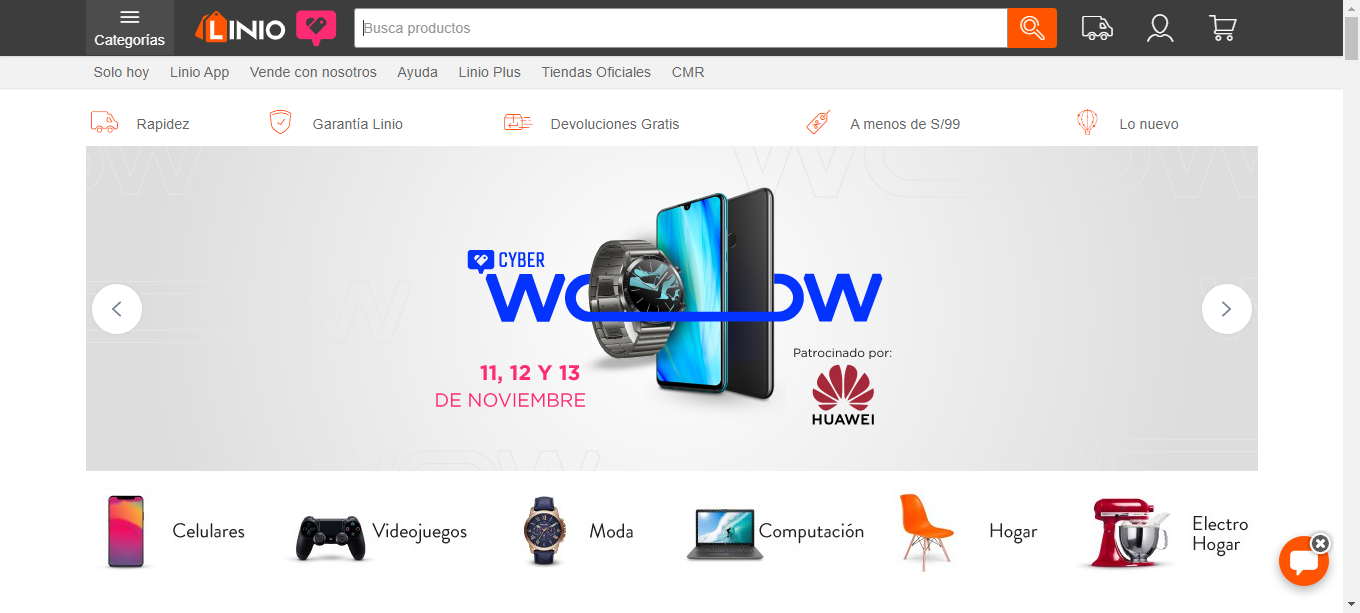 Categorías
LINIO
Busca productos
Solo hoy Linio App Vende con nosotros Ayuda Linio Plus Tiendas Oficiales CMR
Rapidez Garantía Linio Devoluciones Gratis A menos de S/99 Lo nuevo
CYBER
WOOOW
11, 12 Y 13
DE NOVIEMBRE
Patrocinado por:
HUAWEI
Celulares Videojuegos Moda Computación Hogar Electro
Hogar